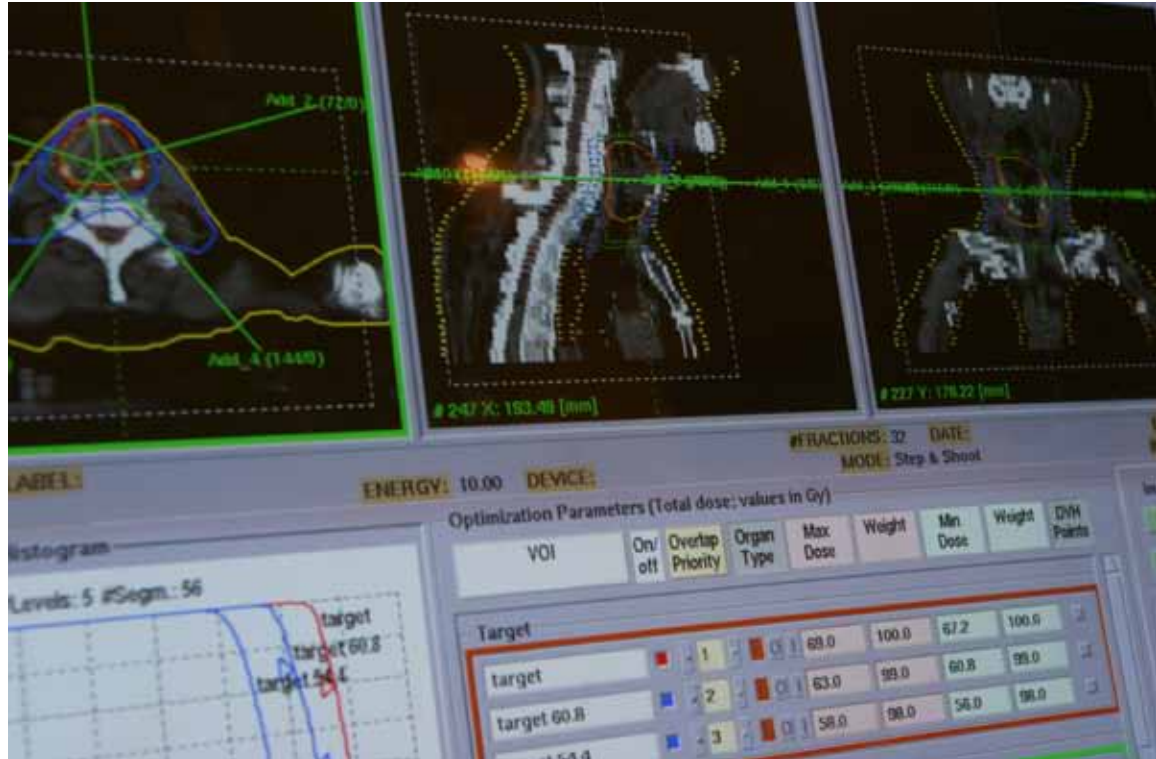 Add_2 (72/0)
Add_4 (144/0)
# 247 X: 193.49 [mm]
# 227 Y: 178.22 [mm]
#FRACTIONS: 32 DATE:
MODE: Step & Shoot
LABEL:
ENERGY: 10.00 DEVICE:
Optimization Parameters (Total dose; values in Gy)
VOI On/off Overlap Priority Organ Type Max Dose Weight Min Dose Weight DVH Points
Histogram
Levels: 5 #Segm.: 56
target
target 60.8
target 54.4
Target
target 1 69.0 100.0 67.2 100.0
target 60.8 2 63.0 99.0 60.8 99.0
target 54.4 3 58.0 98.0 56.0 98.0